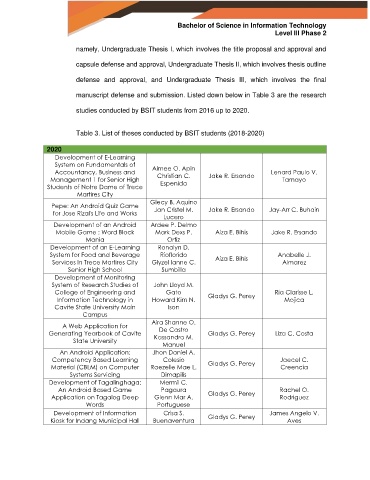 Bachelor of Science in Information Technology
Level III Phase 2
namely, Undergraduate Thesis I, which involves the title proposal and approval and
capsule defense and approval, Undergraduate Thesis II, which involves thesis outline
defense and approval, and Undergraduate Thesis III, which involves the final
manuscript defense and submission. Listed down below in Table 3 are the research
studies conducted by BSIT students from 2016 up to 2020.
Table 3. List of theses conducted by BSIT students (2018-2020)
2020
Development of E-Learning
System on Fundamentals of
Accountancy, Business and
Management 1 for Senior High
Students of Notre Dame of Trece
Martires City
Aimee O. Apin
Christian C.
Espenido
Jake R. Ersando
Lenard Paulo V.
Tamayo
Pepe: An Android Quiz Game
for Jose Rizal's Life and Works
Glecy B. Aquino
Jan Cristel M.
Lucero
Jake R. Ersando
Jay-Arr C. Buhain
Development of an Android
Mobile Game : Word Block
Mania
Ardee P. Delmo
Mark Dexs P.
Ortiz
Aiza E. Bihis
Jake R. Ersando
Development of an E-Learning
System for Food and Beverage
Services in Trece Martires City
Senior High School
Ronalyn D.
Rioflorido
Glyzel Ianne C.
Sumbilla
Aiza E. Bihis
Anabelle J.
Almarez
Development of Monitoring
System of Research Studies of
College of Engineering and
Information Technology in
Cavite State University Main
Campus
John Lloyd M.
Gato
Howard Kim N.
Ison
Gladys G. Perey
Ria Clarisse L.
Mojica
A Web Application for
Generating Yearbook of Cavite
State University
Aira Shanne O.
De Castro
Kassandra M.
Manuel
Gladys G. Perey
Liza C. Costa
An Android Application:
Competency Based Learning
Material (CBLM) on Computer
Systems Servicing
Jhon Daniel A.
Colesio
Raezelle Mae L.
Dimapilis
Gladys G. Perey
Joecel C.
Creencia
Development of Tagalinghaga:
An Android Based Game
Application on Tagalog Deep
Words
Mermil C.
Pagoura
Glenn Mar A.
Portuguese
Gladys G. Perey
Rachel O.
Rodriguez
Development of Information
Kiosk for Indang Municipal Hall
Crisa S.
Buenaventura
Gladys G. Perey
James Angelo V.
Aves